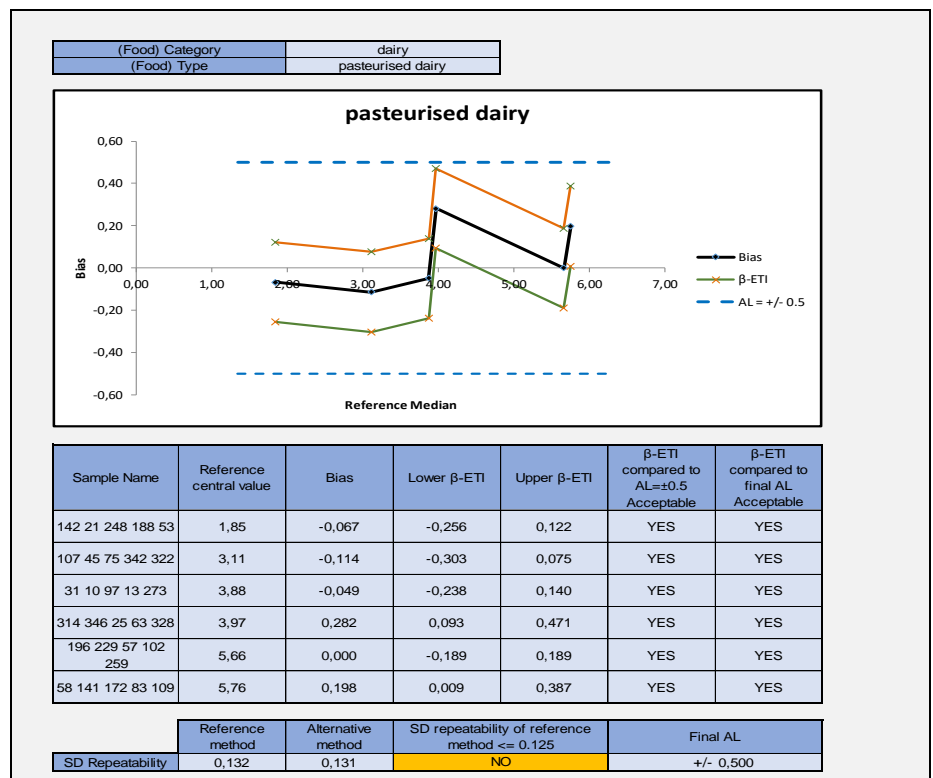 (Food) Category dairy
(Food) Type pasteurised dairy
pasteurised dairy
0,60
0,40
0,20
0,00
-0,20
-0,40
-0,60
Bias
0,00 1,00 2,00 3,00 4,00 5,00 6,00 7,00
Reference Median
Bias
β-ETI
AL = +/- 0.5
Sample Name Reference central value Bias Lower β-ETI Upper β-ETI β-ETI compared to AL=±0.5 Acceptable β-ETI compared to final AL Acceptable
142 21 248 188 53 1,85 -0,067 -0,256 0,122 YES YES
107 45 75 342 322 3,11 -0,114 -0,303 0,075 YES YES
31 10 97 13 273 3,88 -0,049 -0,238 0,140 YES YES
314 346 25 63 328 3,97 0,282 0,093 0,471 YES YES
196 229 57 102 259 5,66 0,000 -0,189 0,189 YES YES
58 141 172 83 109 5,76 0,198 0,009 0,387 YES YES
Reference method Alternative method SD repeatability of reference method <= 0.125 Final AL
SD Repeatability 0,132 0,131 NO +/- 0,500